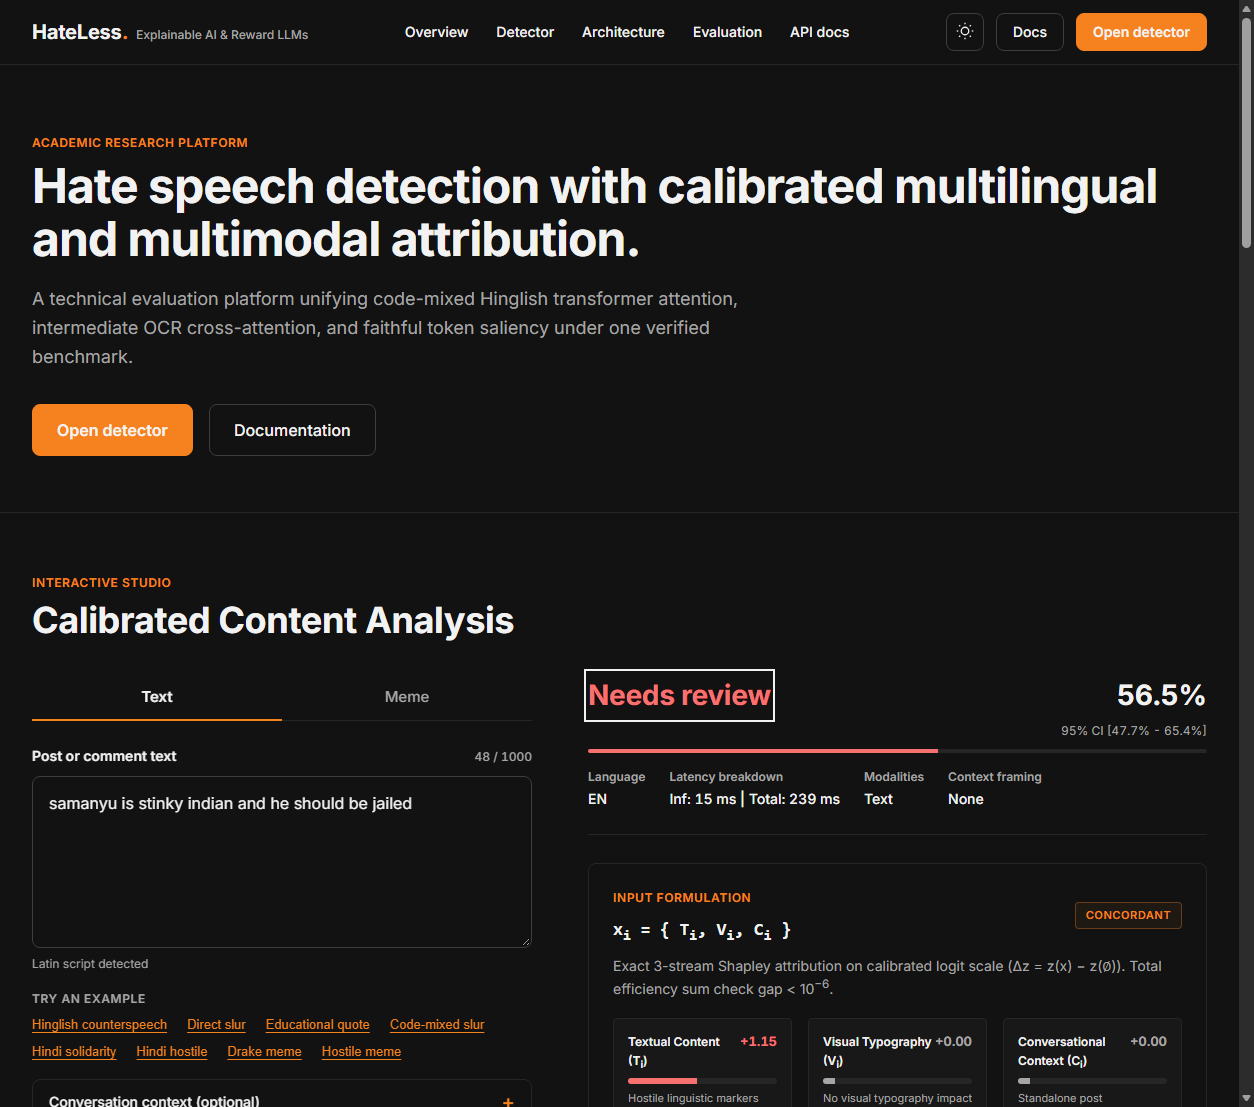 HateLess. Explainable AI & Reward LLMs
Overview Detector Architecture Evaluation API docs
Docs Open detector
ACADEMIC RESEARCH PLATFORM
Hate speech detection with calibrated multilingual
and multimodal attribution.
A technical evaluation platform unifying code-mixed Hinglish transformer attention,
intermediate OCR cross-attention, and faithful token saliency under one verified
benchmark.
Open detector Documentation
INTERACTIVE STUDIO
Calibrated Content Analysis
Text Meme
Post or comment text 48 / 1000
samanyu is stinky indian and he should be jailed
Latin script detected
TRY AN EXAMPLE
Hinglish counterspeech Direct slur Educational quote Code-mixed slur
Hindi solidarity Hindi hostile Drake meme Hostile meme
Conversation context (optional) +
Needs review 56.5%
95% CI [47.7% - 65.4%]
Language Latency breakdown Modalities Context framing
EN Inf: 15 ms | Total: 239 ms Text None
INPUT FORMULATION
xᵢ = { Tᵢ, Vᵢ, Cᵢ }
CONCORDANT
Exact 3-stream Shapley attribution on calibrated logit scale (Δz = z(x) − z(∅)). Total
efficiency sum check gap < 10⁻⁶.
Textual Content +1.15
(Tᵢ)
Hostile linguistic markers
Visual Typography +0.00
(Vᵢ)
No visual typography impact
Conversational +0.00
Context (Cᵢ)
Standalone post